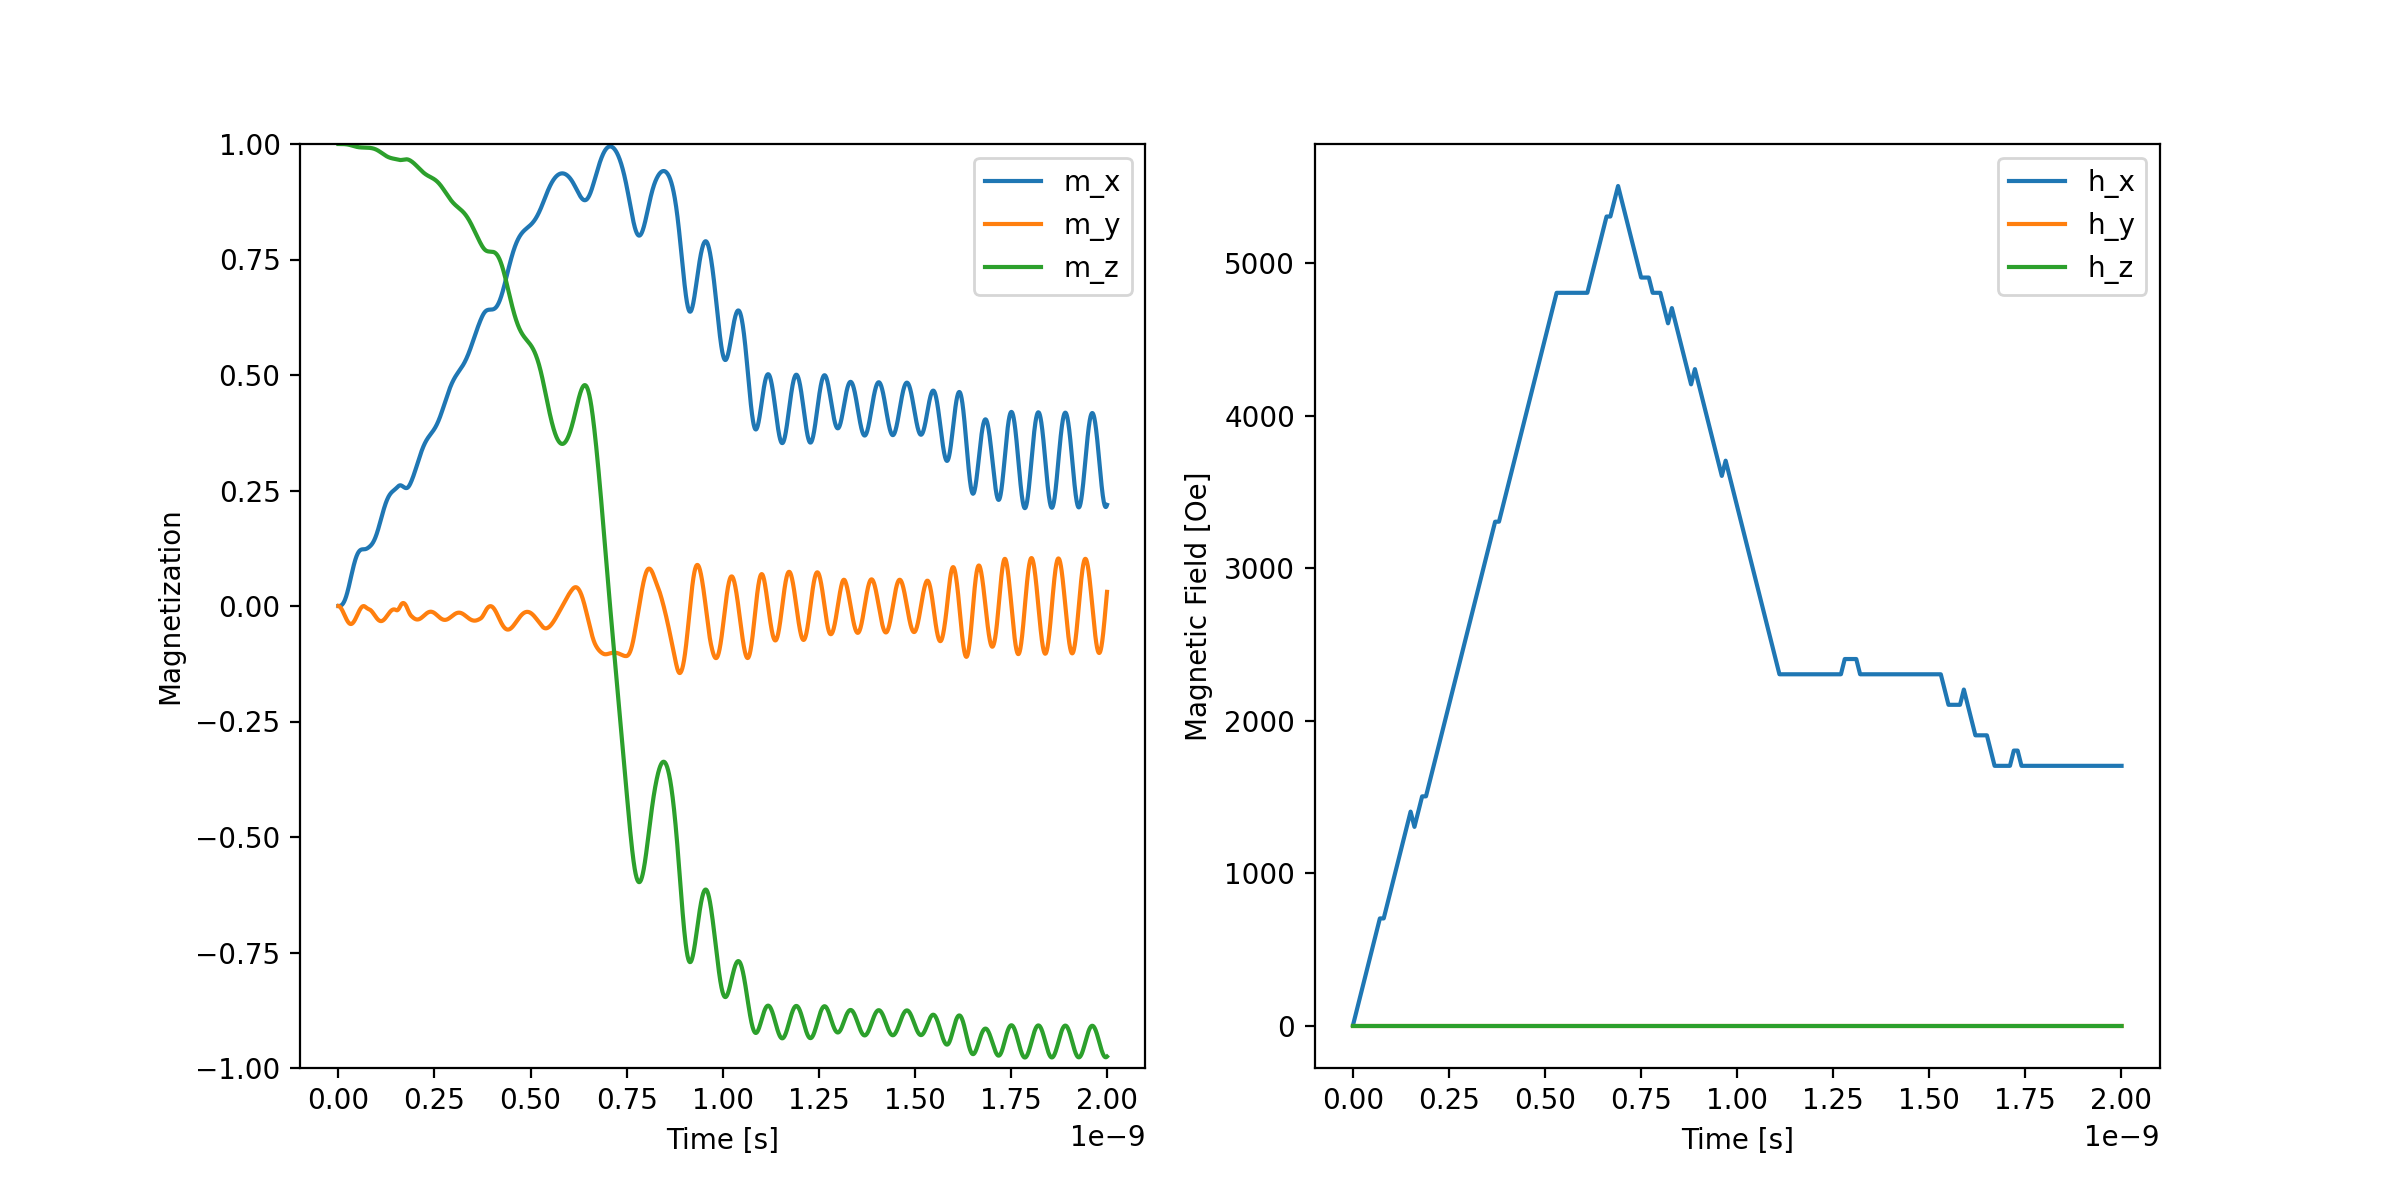 1.00
0.75
0.50
0.25
0.00
−0.25
−0.50
−0.75
−1.00
Magnetization
0.00 0.25 0.50 0.75 1.00 1.25 1.50 1.75 2.00
Time [s]
1e−9
m_x
m_y
m_z
5000
4000
3000
2000
1000
0
Magnetic Field [Oe]
0.00 0.25 0.50 0.75 1.00 1.25 1.50 1.75 2.00
Time [s]
1e−9
h_x
h_y
h_z